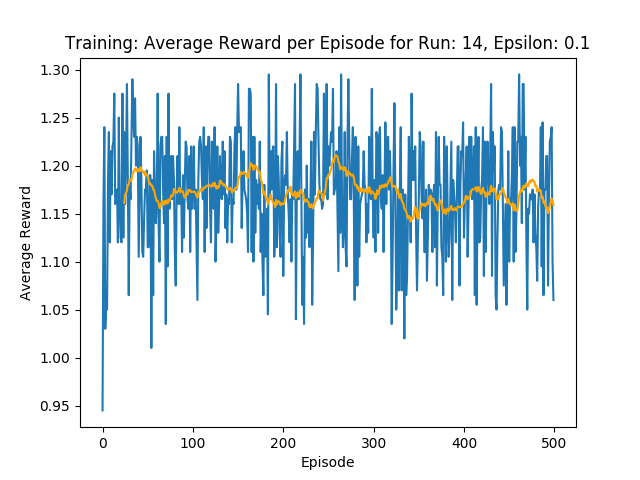 Training: Average Reward per Episode for Run: 14, Epsilon: 0.1
1.30
1.25
1.20
1.15
1.10
1.05
1.00
0.95
Average Reward
0 100 200 300 400 500
Episode